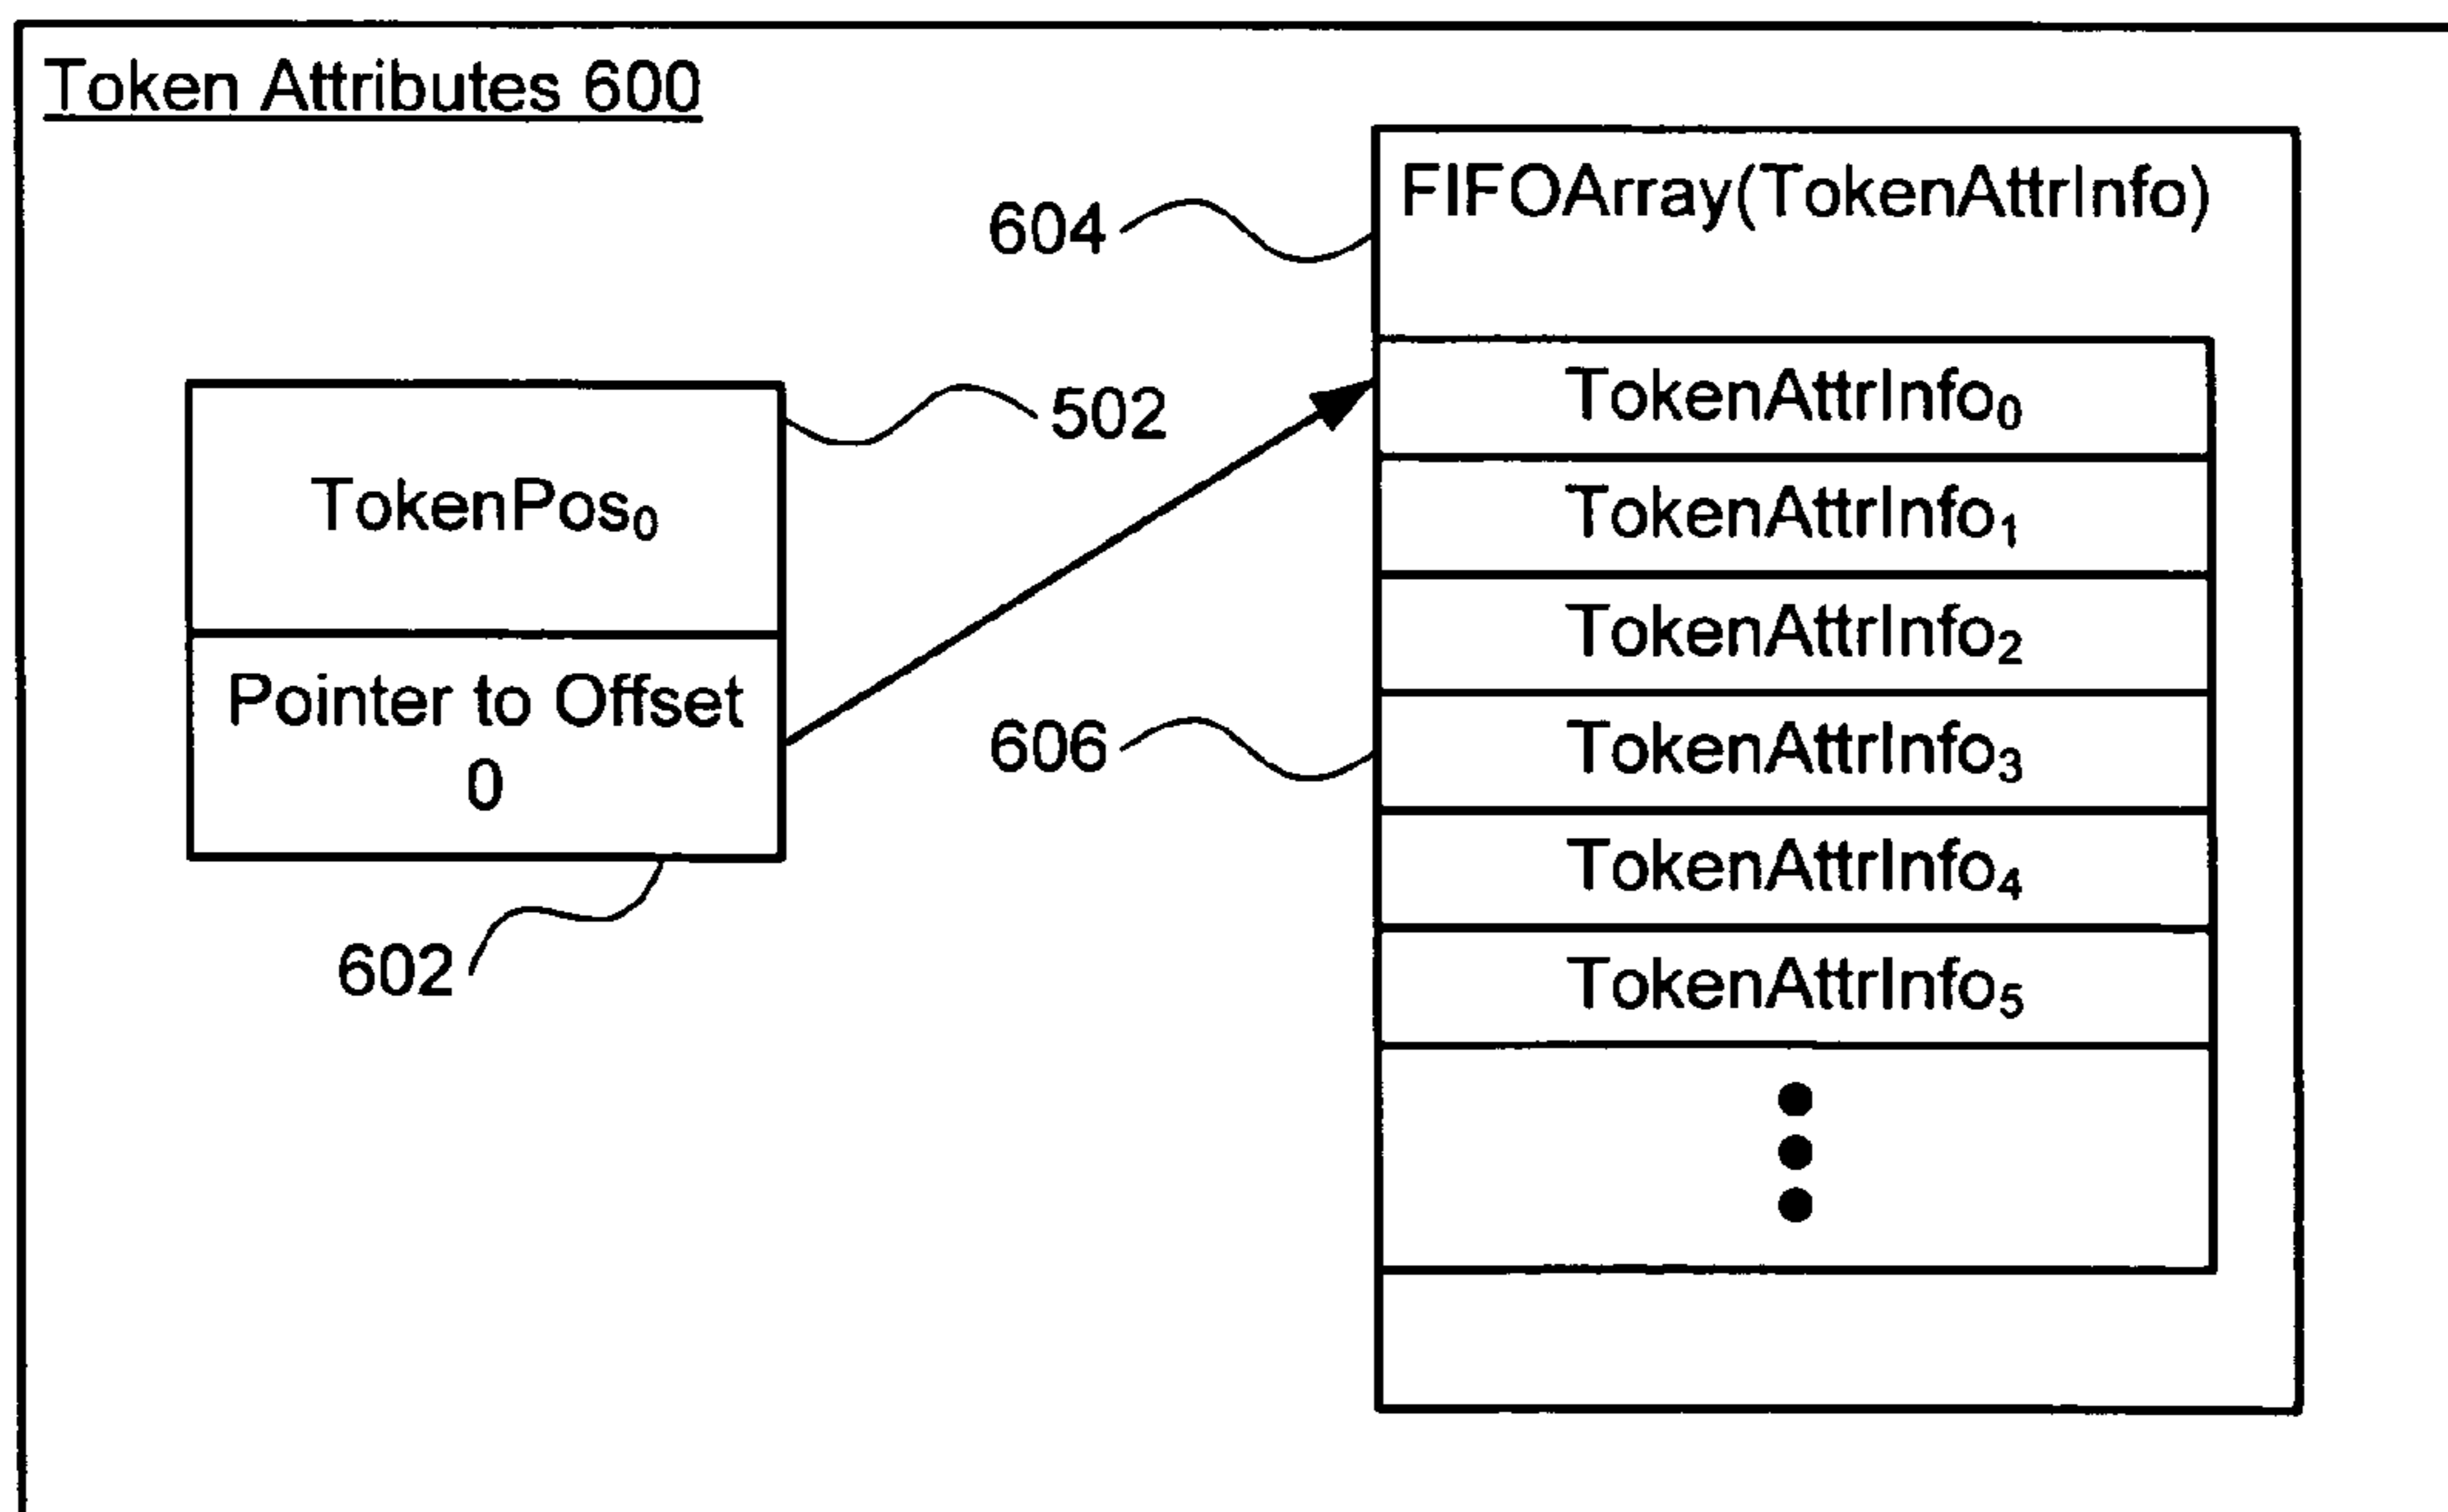 Token Attributes 600
FIFOArray(TokenAttrInfo)
604
TokenAttrInfo₀
502
TokenPos₀
TokenAttrInfo₁
TokenAttrInfo₂
Pointer to Offset
0
606
TokenAttrInfo₃
TokenAttrInfo₄
602
TokenAttrInfo₅